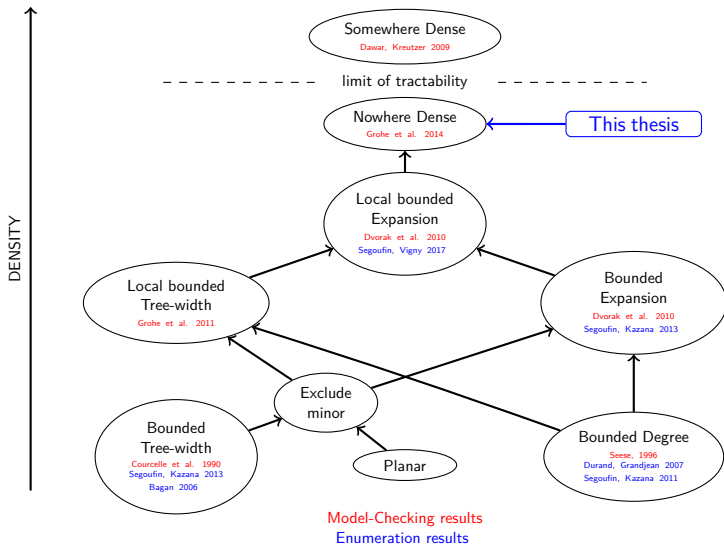 Somewhere Dense
Dawar, Kreutzer 2009
limit of tractability
Nowhere Dense
Grohe et al. 2014
This thesis
DENSITY
Local bounded
Expansion
Dvorak et al. 2010
Segoufin, Vigny 2017
Local bounded
Tree-width
Grohe et al. 2011
Bounded
Expansion
Dvorak et al. 2010
Segoufin, Kazana 2013
Exclude
minor
Bounded
Tree-width
Courcelle et al. 1990
Segoufin, Kazana 2013
Bagan 2006
Planar
Bounded Degree
Seese, 1996
Durand, Grandjean 2007
Segoufin, Kazana 2011
Model-Checking results
Enumeration results